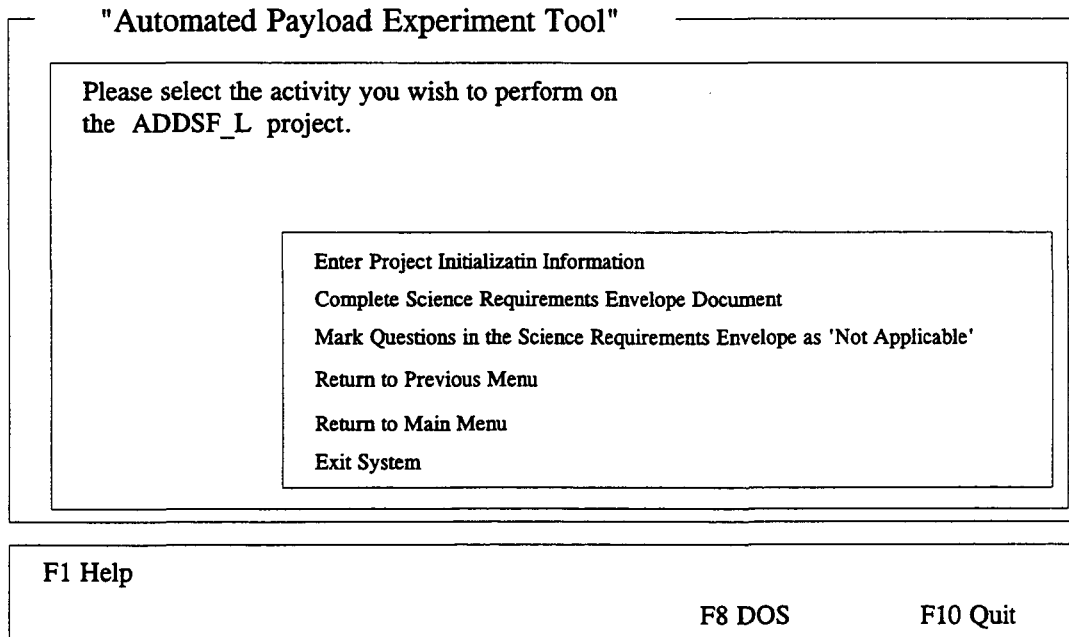 "Automated Payload Experiment Tool"
Please select the activity you wish to perform on
the ADDSF_L project.
Enter Project Initializatin Information
Complete Science Requirements Envelope Document
Mark Questions in the Science Requirements Envelope as 'Not Applicable'
Return to Previous Menu
Return to Main Menu
Exit System
F1 Help
F8 DOS F10 Quit